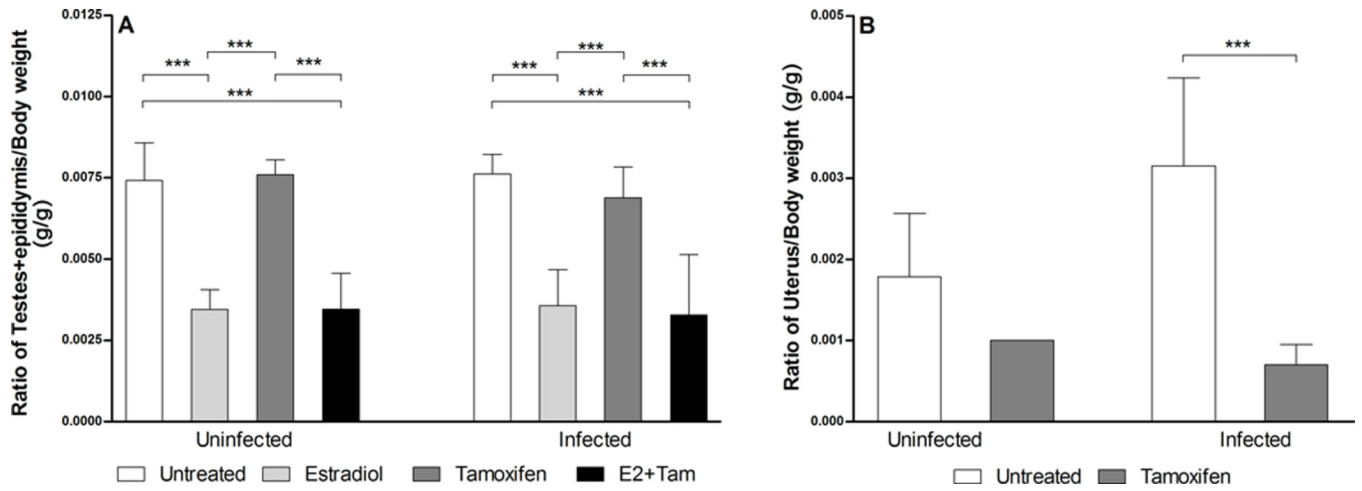 A
Ratio of Testes+epididymis/Body weight
(g/g)
0.0125
0.0100
0.0075
0.0050
0.0025
0.0000
***
***
***
***
***
***
***
***
Uninfected
Infected
Untreated
Estradiol
Tamoxifen
E2+Tam
B
Ratio of Uterus/Body weight (g/g)
0.005
0.004
0.003
0.002
0.001
0.000
***
Uninfected
Infected
Untreated
Tamoxifen